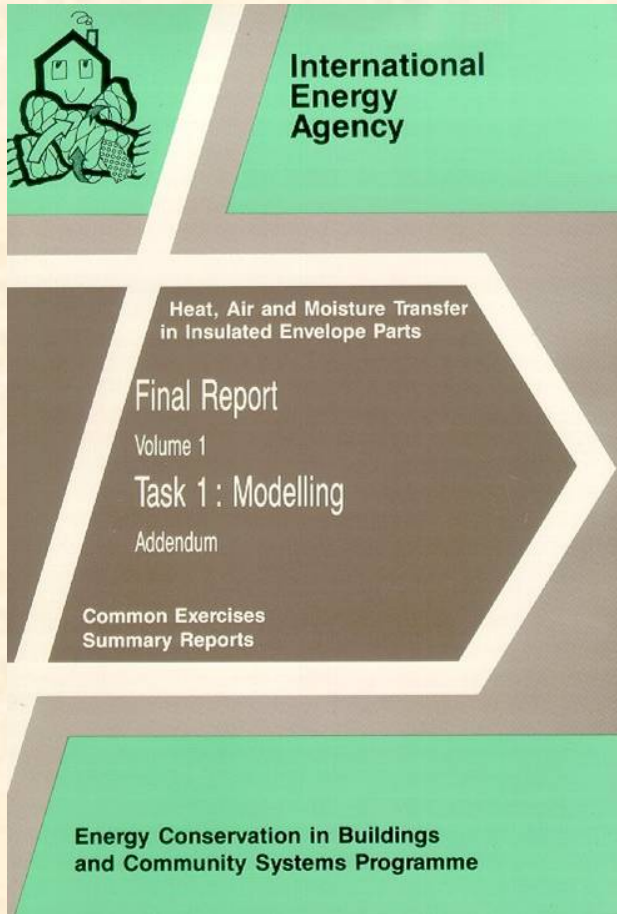 International
Energy
Agency
Heat, Air and Moisture Transfer
in Insulated Envelope Parts
Final Report
Volume 1
Task 1 : Modelling
Addendum
Common Exercises
Summary Reports
Energy Conservation in Buildings
and Community Systems Programme